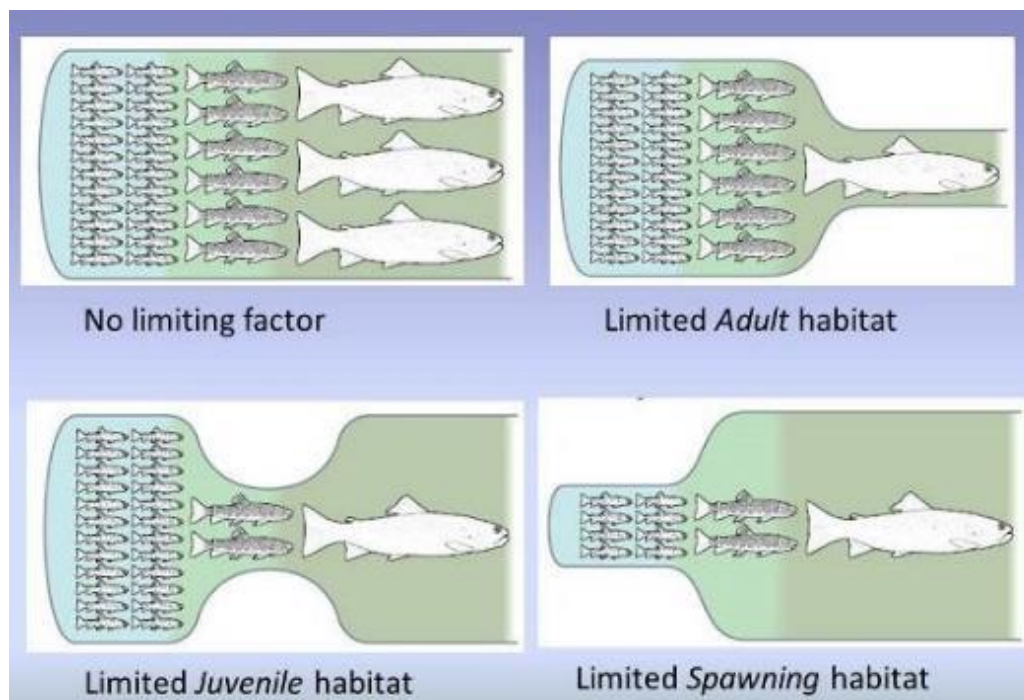 No limiting factor
Limited Adult habitat
Limited Juvenile habitat
Limited Spawning habitat